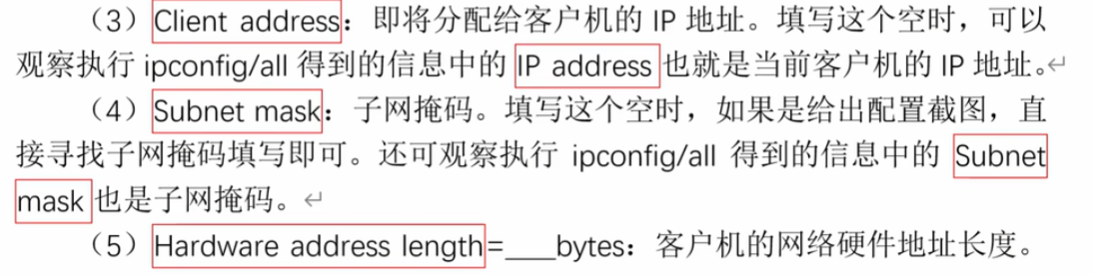 （3）Client address：即将分配给客户机的 IP 地址。填写这个空时，可以
观察执行 ipconfig/all 得到的信息中的 IP address 也就是当前客户机的 IP 地址。↵
（4）Subnet mask：子网掩码。填写这个空时，如果是给出配置截图，直
接寻找子网掩码填写即可。还可观察执行 ipconfig/all 得到的信息中的 Subnet
mask 也是子网掩码。↵
（5）Hardware address length=___bytes：客户机的网络硬件地址长度。